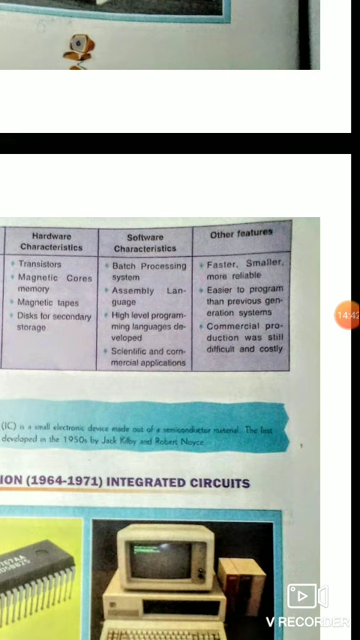 Hardware
Characteristics
Transistors
Magnetic Cores
memory
Magnetic tapes
Disks for secondary
storage
Software
Characteristics
Batch Processing
system
Assembly Lan-
guage
High level program-
ming languages de-
veloped
Scientific and com-
mercial applications
Other features
Faster, Smaller,
more reliable
Easier to program
than previous gen-
eration systems
Commercial pro-
duction was still
difficult and costly
14:42
(IC) is a small electronic device made out of a semiconductor material. The
developed in the 1950s by Jack Kilby and Robert Noyce.
ION (1964-1971) INTEGRATED CIRCUITS
V RECORDER